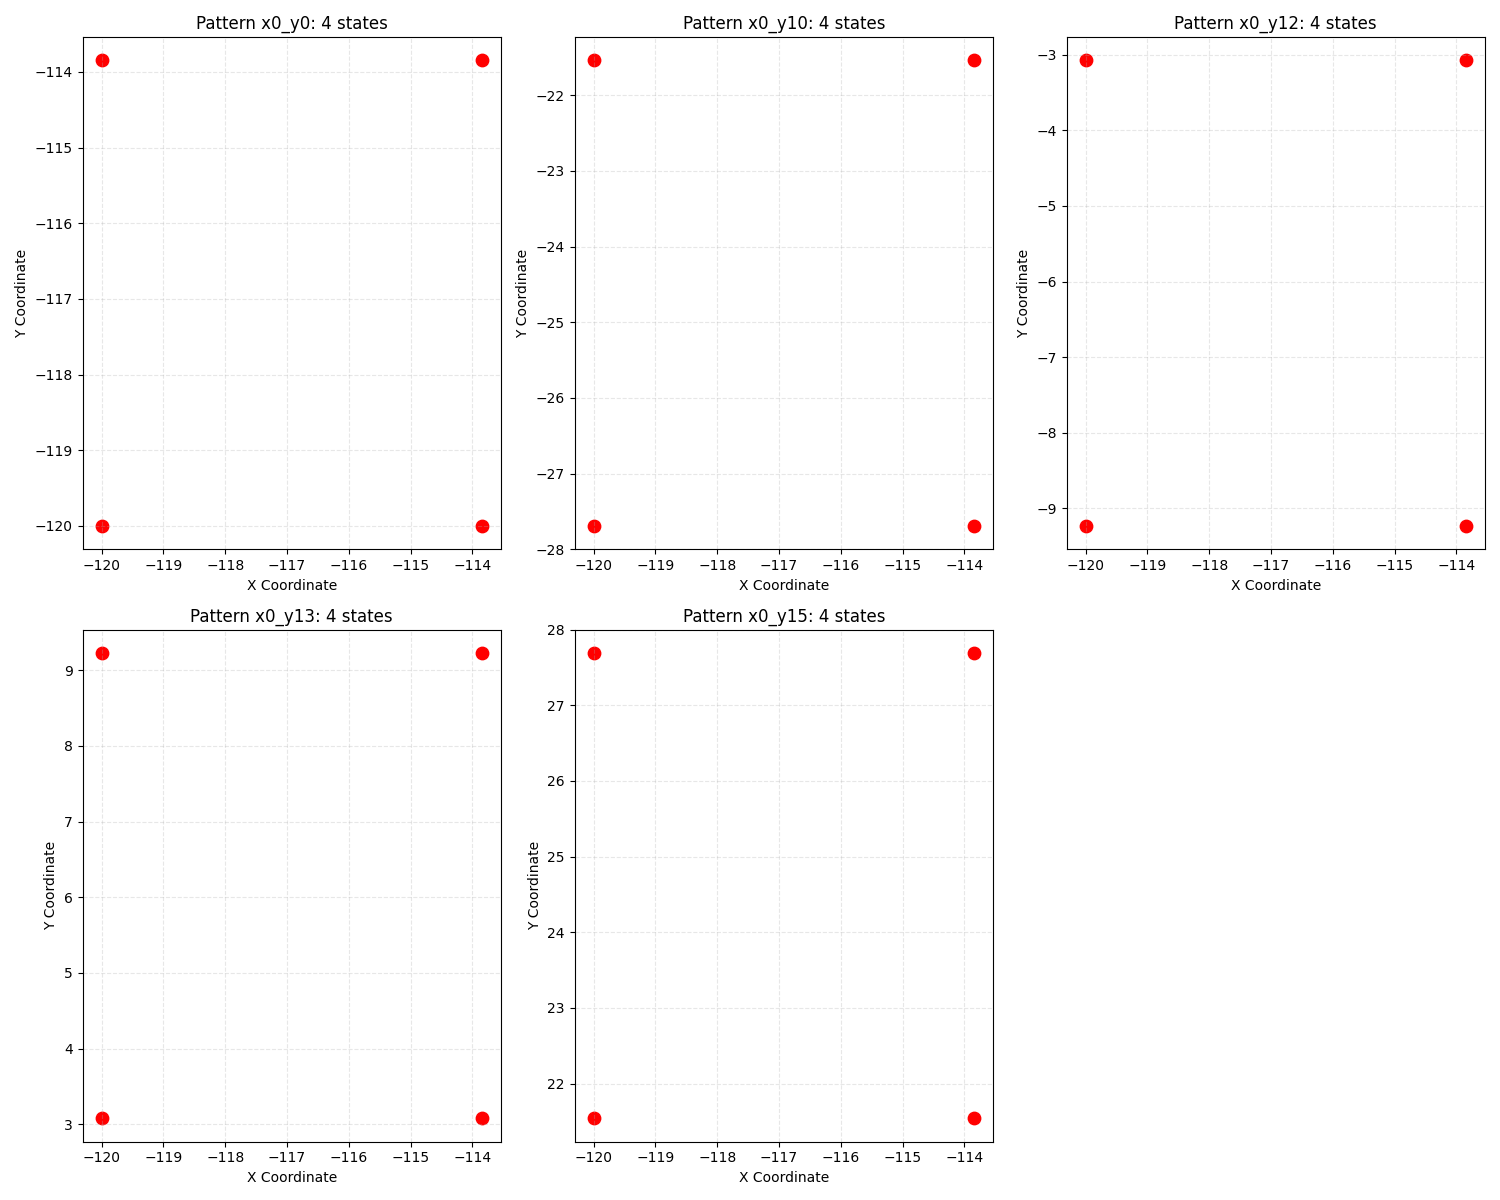 Pattern x0_y0: 4 states
Y Coordinate
−114
−115
−116
−117
−118
−119
−120
−120 −119 −118 −117 −116 −115 −114
X Coordinate
Pattern x0_y10: 4 states
Y Coordinate
−22
−23
−24
−25
−26
−27
−28
−120 −119 −118 −117 −116 −115 −114
X Coordinate
Pattern x0_y12: 4 states
Y Coordinate
−3
−4
−5
−6
−7
−8
−9
−120 −119 −118 −117 −116 −115 −114
X Coordinate
Pattern x0_y13: 4 states
Y Coordinate
9
8
7
6
5
4
3
−120 −119 −118 −117 −116 −115 −114
X Coordinate
Pattern x0_y15: 4 states
Y Coordinate
28
27
26
25
24
23
22
−120 −119 −118 −117 −116 −115 −114
X Coordinate